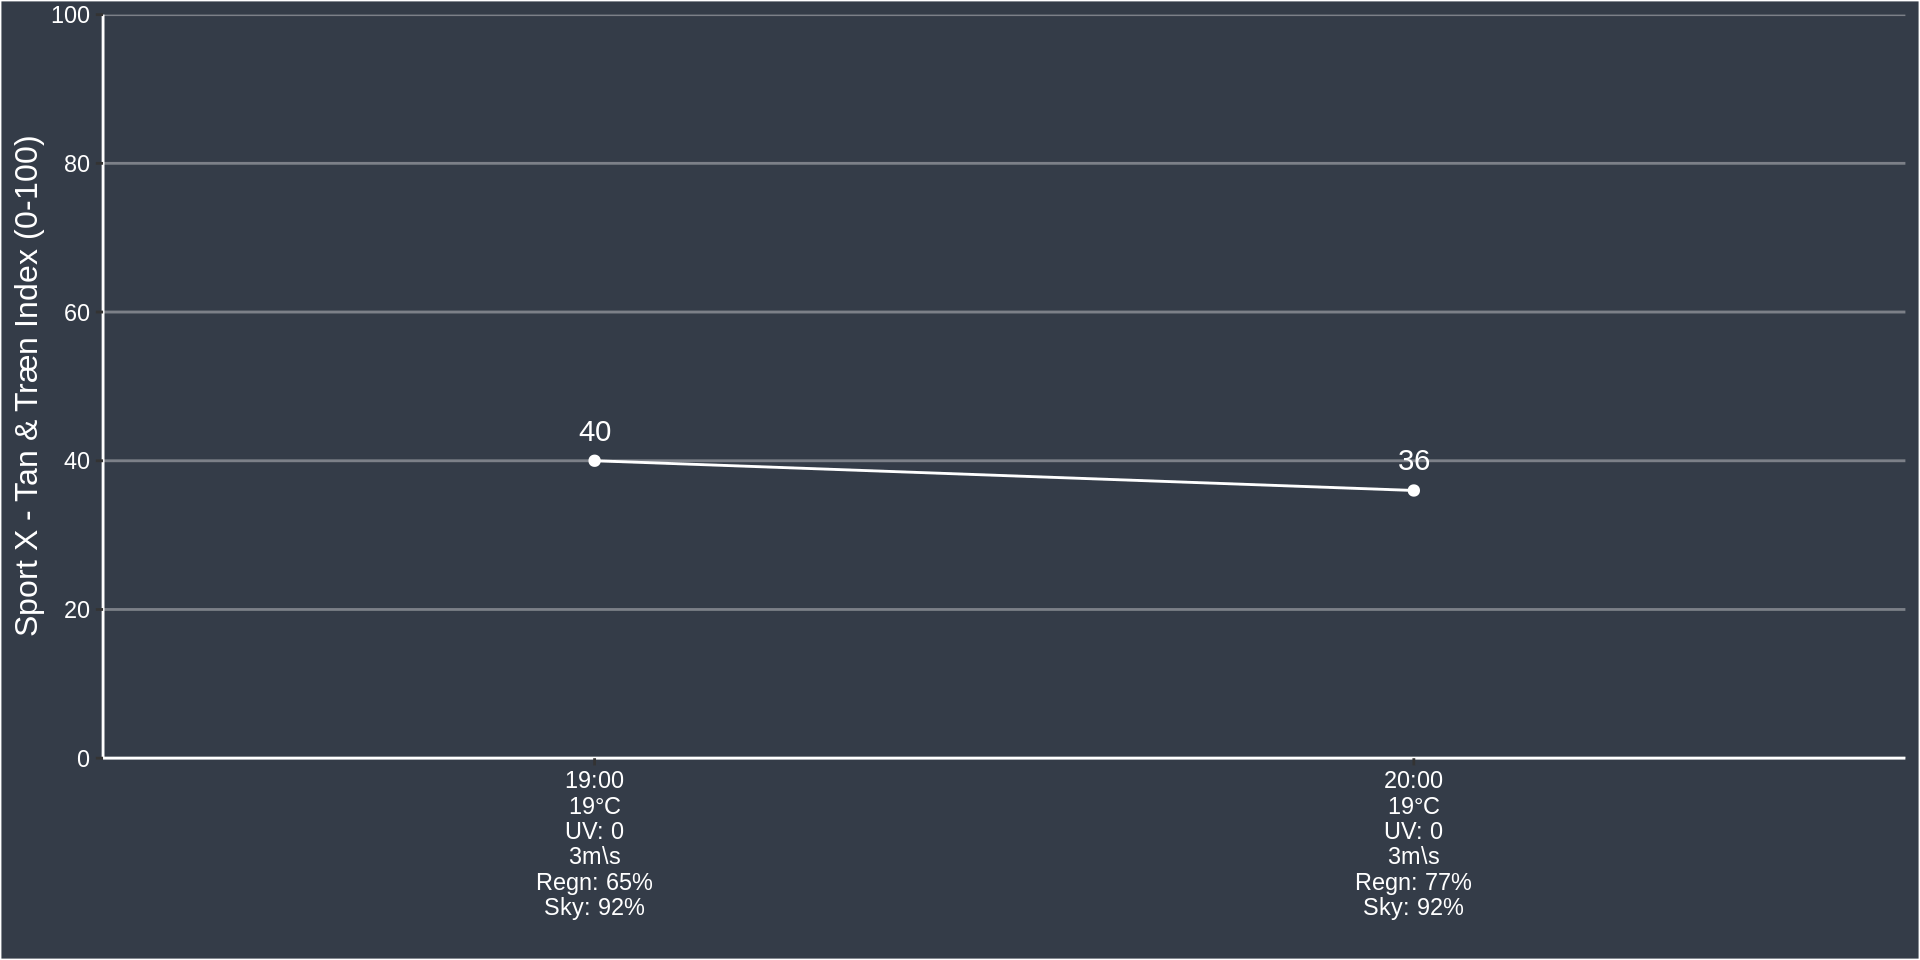 Sport X - Tan & Træn Index (0-100)
100
80
60
40
20
0
40
36
19:00
19°C
UV: 0
3m\s
Regn: 65%
Sky: 92%
20:00
19°C
UV: 0
3m\s
Regn: 77%
Sky: 92%